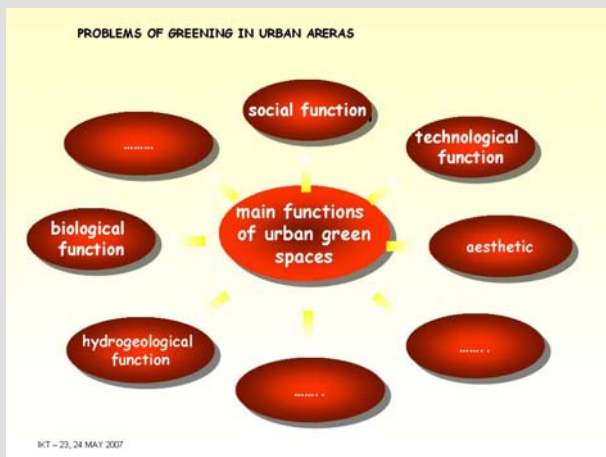 PROBLEMS OF GREENING IN URBAN ARERAS
social function
technological
function
.........
main functions
of urban green
spaces
biological
function
aesthetic
hydrogeological
function
........
........
IKT – 23, 24 MAY 2007